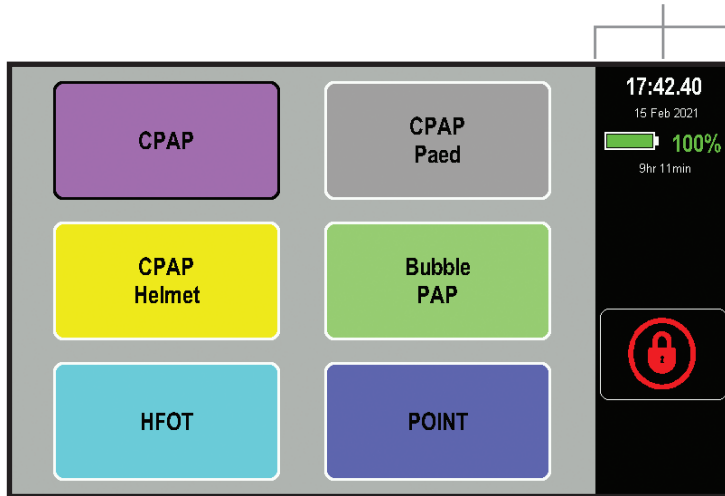 CPAP
CPAP
Paed
CPAP
Helmet
Bubble
PAP
HFOT
POINT
17:42.40
15 Feb 2021
100%
9hr 11min